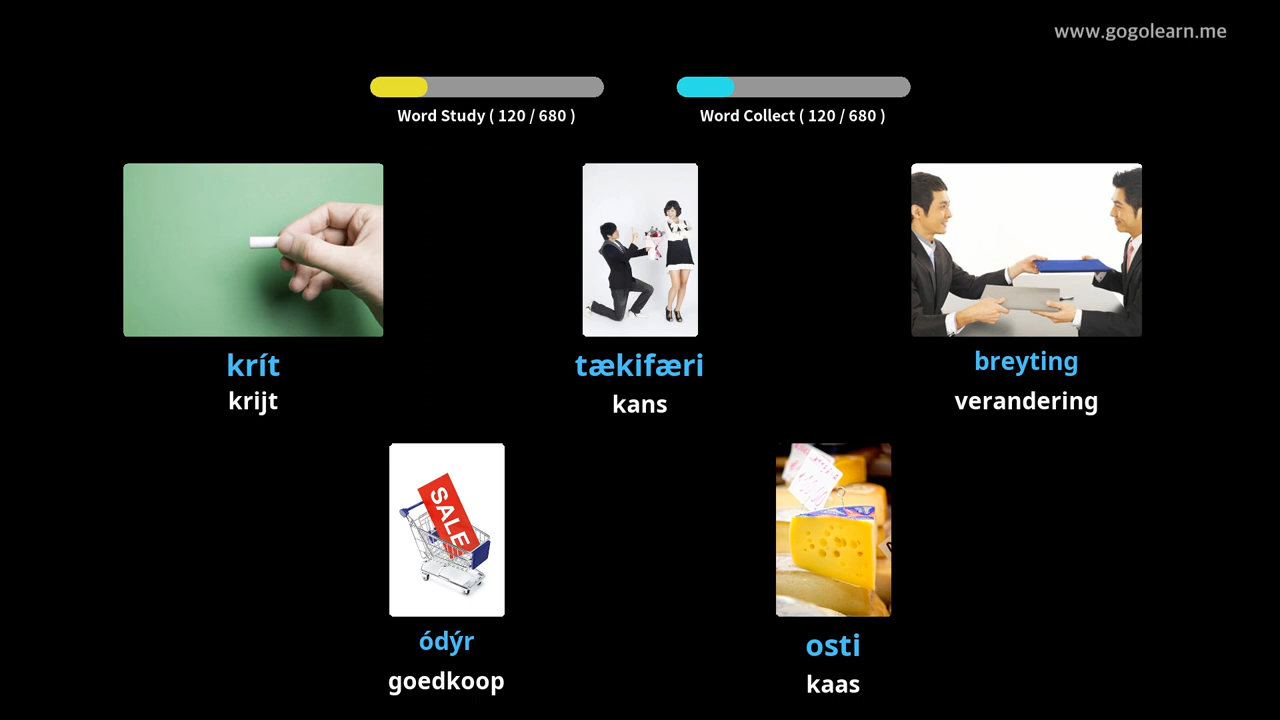 www.gogolearn.me
Word Study ( 120 / 680 )
Word Collect ( 120 / 680 )
krít
krijt
tækifæri
kans
breyting
verandering
SALE
ódýr
goedkoop
osti
kaas